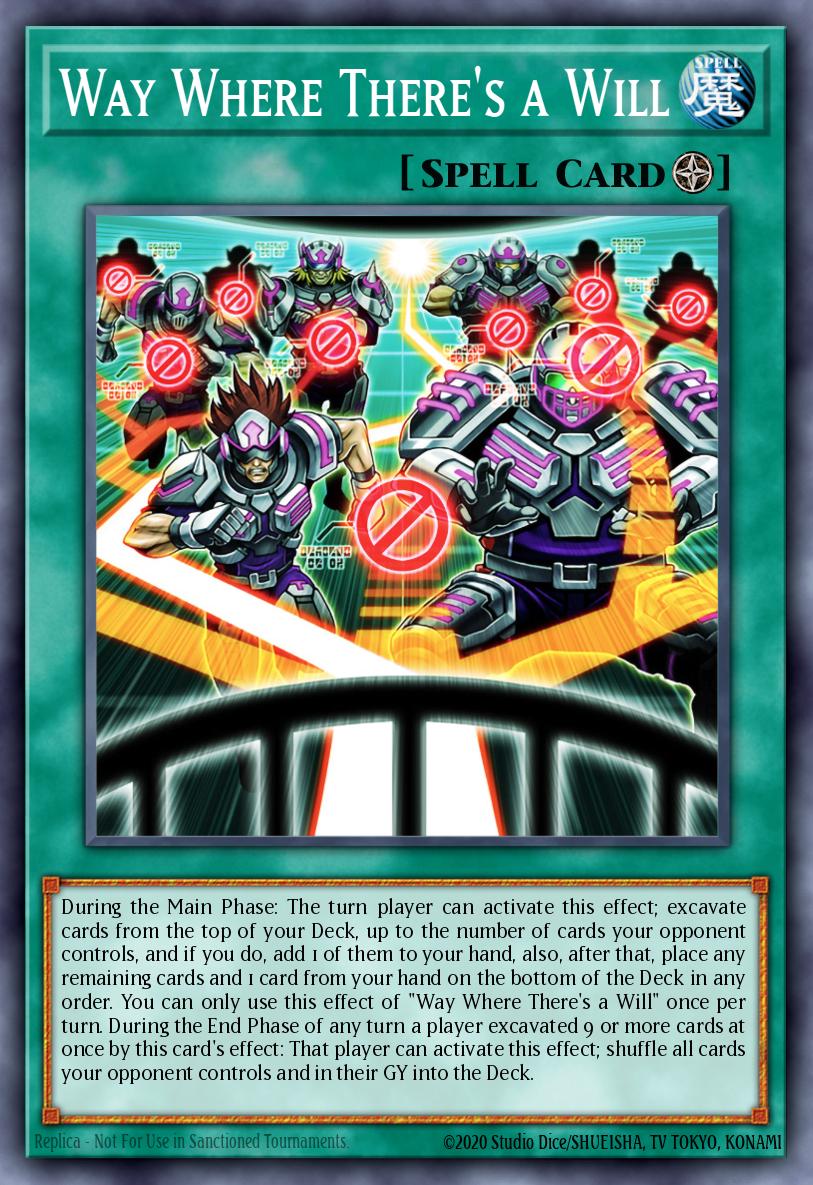 WAY WHERE THERE'S A WILL
SPELL
魔
[SPELL CARD]
During the Main Phase: The turn player can activate this effect; excavate
cards from the top of your Deck, up to the number of cards your opponent
controls, and if you do, add 1 of them to your hand, also, after that, place any
remaining cards and 1 card from your hand on the bottom of the Deck in any
order. You can only use this effect of "Way Where There's a Will" once per
turn. During the End Phase of any turn a player excavated 9 or more cards at
once by this card's effect: That player can activate this effect; shuffle all cards
your opponent controls and in their GY into the Deck.
Replica - Not For Use in Sanctioned Tournaments.
©2020 Studio Dice/SHUEISHA, TV TOKYO, KONAMI